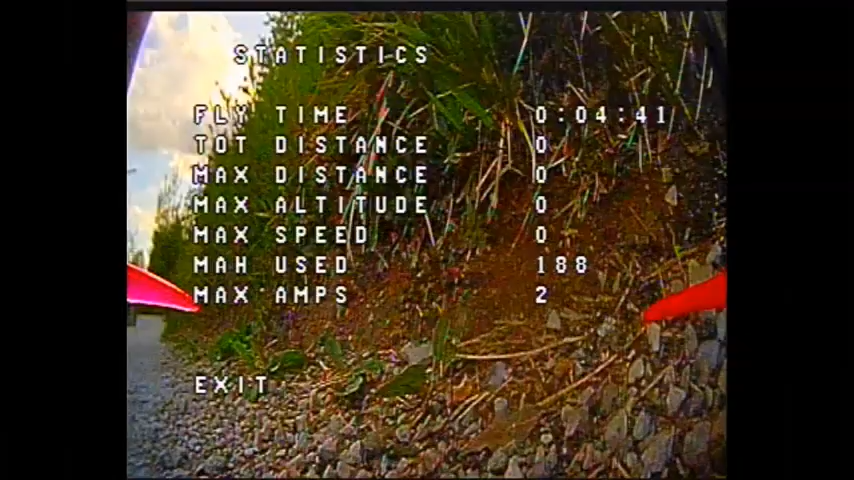 STATISTICS
FLY TIME 0:04:41
TOT DISTANCE 0
MAX DISTANCE 0
MAX ALTITUDE 0
MAX SPEED 0
MAH USED 188
MAX AMPS 2
EXIT